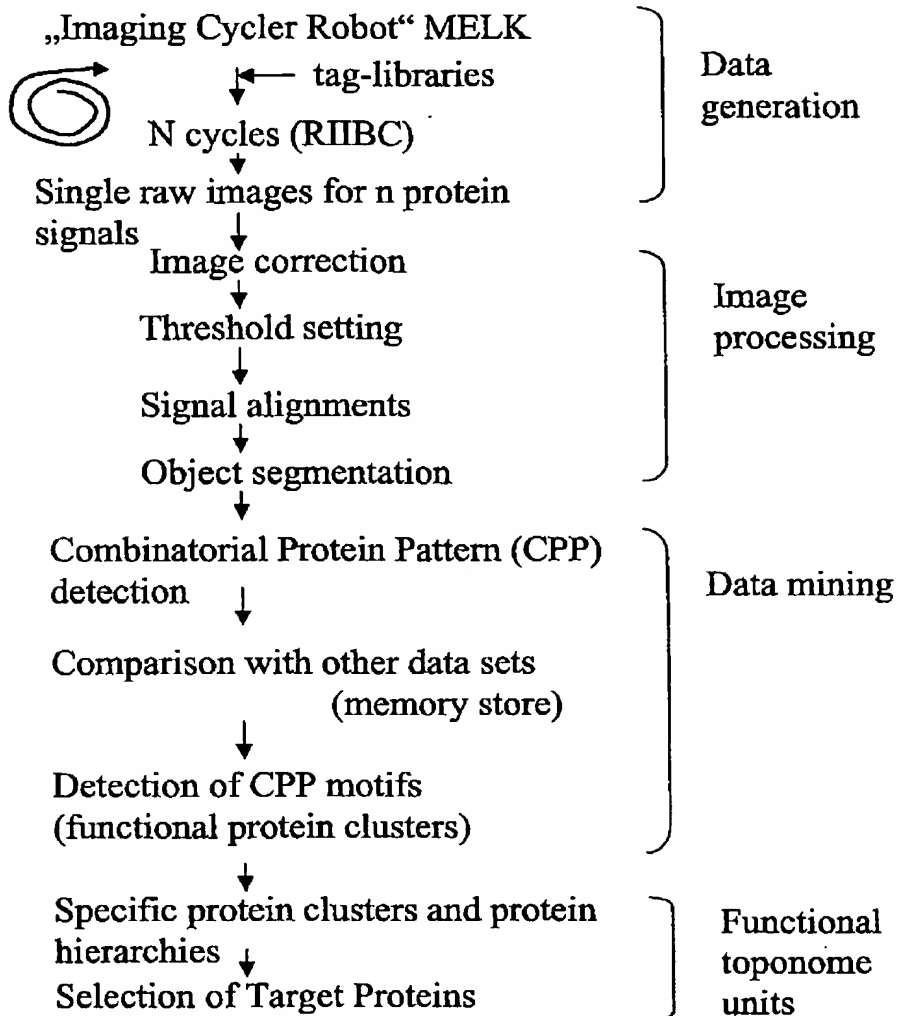 „Imaging Cycler Robot“ MELK
tag-libraries
N cycles (RIIBC)
Single raw images for n protein
signals
Data
generation
Image correction
Threshold setting
Signal alignments
Object segmentation
Image
processing
Combinatorial Protein Pattern (CPP)
detection
Comparison with other data sets
(memory store)
Detection of CPP motifs
(functional protein clusters)
Data mining
Specific protein clusters and protein
hierarchies
Selection of Target Proteins
Functional
toponome
units